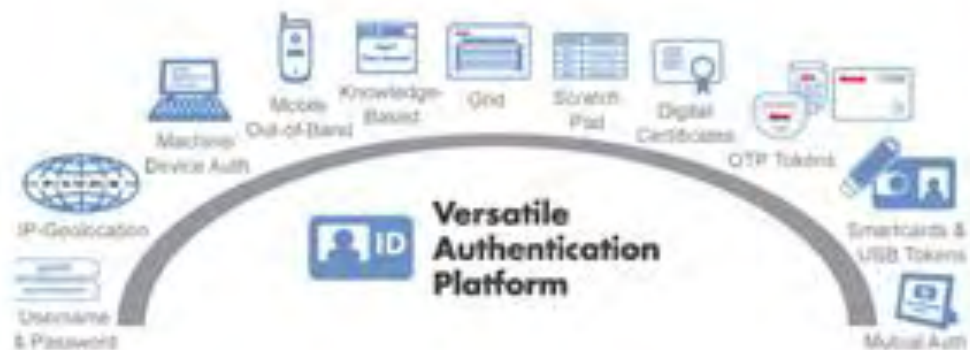 Mobile
Out-of-Band
Knowledge-
Based
Grid
Scratch
Pad
Digital
Certificates
Machine
Device Auth
OTP Tokens
IP-Geolocation
ID
Versatile
Authentication
Platform
Smartcards &
USB Tokens
Username
& Password
Mutual Auth